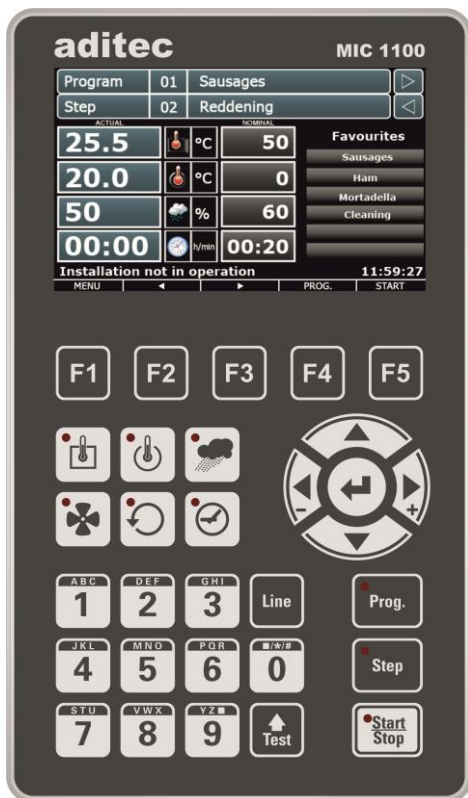 aditec
MIC 1100
Program 01 Sausages
Step 02 Reddening
ACTUAL NOMINAL
25.5 °C 50
20.0 °C 0
50 % 60
00:00 h/min 00:20
Favourites
Sausages
Ham
Mortadella
Cleaning
Installation not in operation 11:59:27
MENU PROG. START
F1 F2 F3 F4 F5
- +
ABC DEF GHI
1 2 3 Line Prog.
JKL MNO PQR ■/*/#
4 5 6 0 Step
STU VWX YZ■
7 8 9 Test Start
Stop